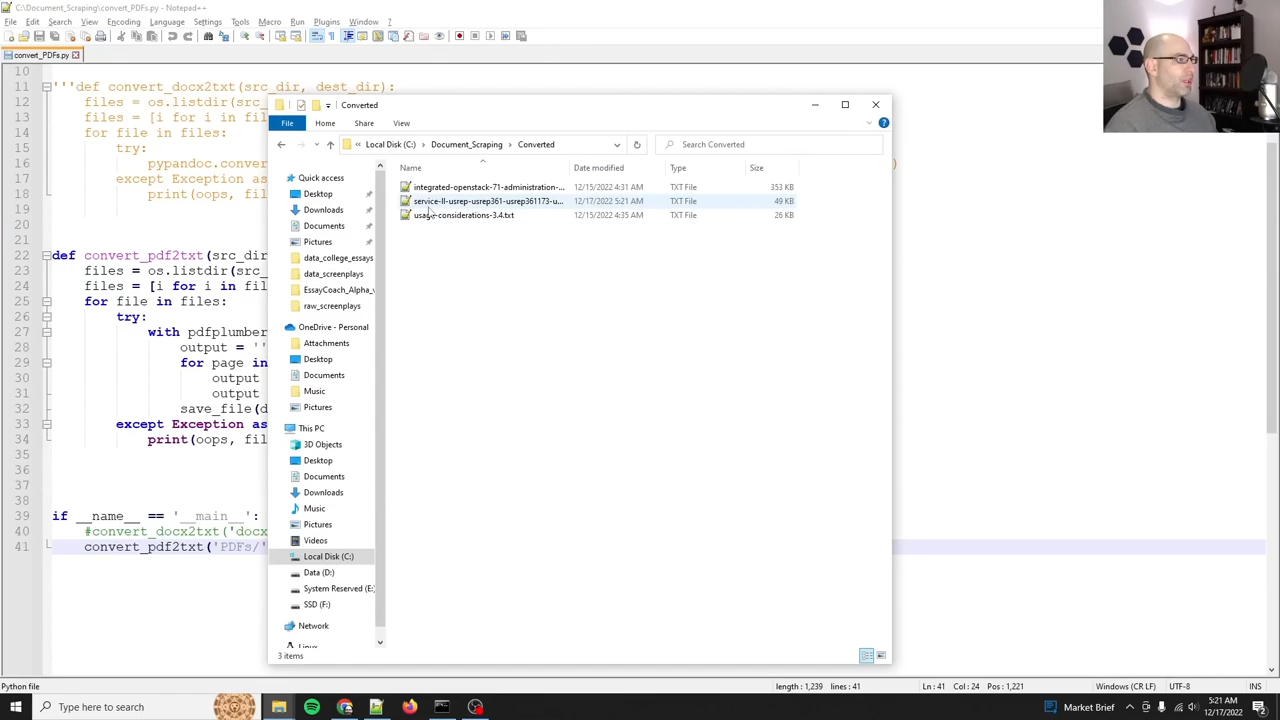 C:\Document_Scraping\convert_PDFs.py - Notepad++
File Edit Search View Encoding Language Settings Tools Macro Run Plugins Window ?
convert_PDFs.py
10
11 '''def convert_docx2txt(src_dir, dest_dir):
12 files = os.listdir(src_
13 files = [i for i in fil
14 for file in files:
15 try:
16 pypandoc.conver )
17 except Exception as
18 print(oops, fil
19
20
21
22 def convert_pdf2txt(src_dir
23 files = os.listdir(src_
24 files = [i for i in fil
25 for file in files:
26 try:
27 with pdfplumber
28 output = ''
29 for page in
30 output
31 output
32 save_file(d
33 except Exception as
34 print(oops, fil
35
36
37
38
39 if __name__ == '__main__':
40 #convert_docx2txt('docx
41 convert_pdf2txt('PDFs/'
Converted
File Home Share View
« Local Disk (C:) > Document_Scraping > Converted
Search Converted
Name Date modified Type Size
integrated-openstack-71-administration-... 12/15/2022 4:31 AM TXT File 353 KB
service-ll-usrep-usrep361-usrep361173-u... 12/17/2022 5:21 AM TXT File 49 KB
usage-considerations-3.4.txt 12/15/2022 4:35 AM TXT File 26 KB
Quick access
Desktop
Downloads
Documents
Pictures
data_college_essays
data_screenplays
EssayCoach_Alpha_v
raw_screenplays
OneDrive - Personal
Attachments
Desktop
Documents
Music
Pictures
This PC
3D Objects
Desktop
Documents
Downloads
Music
Pictures
Videos
Local Disk (C:)
Data (D:)
System Reserved (E:)
SSD (F:)
Network
Linux
3 items
Python file
length : 1,239 lines : 41
Ln : 41 Col : 24 Pos : 1,221
Windows (CR LF)
UTF-8
INS
Type here to search
Market Brief
5:21 AM
12/17/2022
2